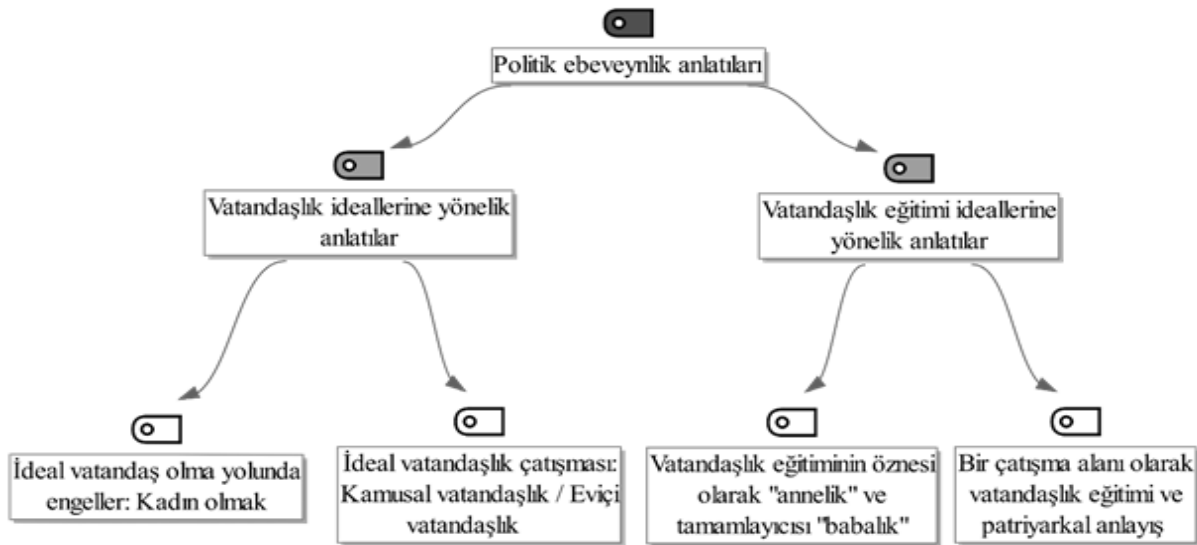 Politik ebeveynlik anlatıları
Vatandaşlık ideallerine yönelik
anlatılar
Vatandaşlık eğitimi ideallerine
yönelik anlatılar
İdeal vatandaş olma yolunda
engeller: Kadın olmak
İdeal vatandaşlık çatışması:
Kamusal vatandaşlık / Eviçi
vatandaşlık
Vatandaşlık eğitiminin öznesi
olarak "annelik" ve
tamamlayıcısı "babalık"
Bir çatışma alanı olarak
vatandaşlık eğitimi ve
patriyarkal anlayış